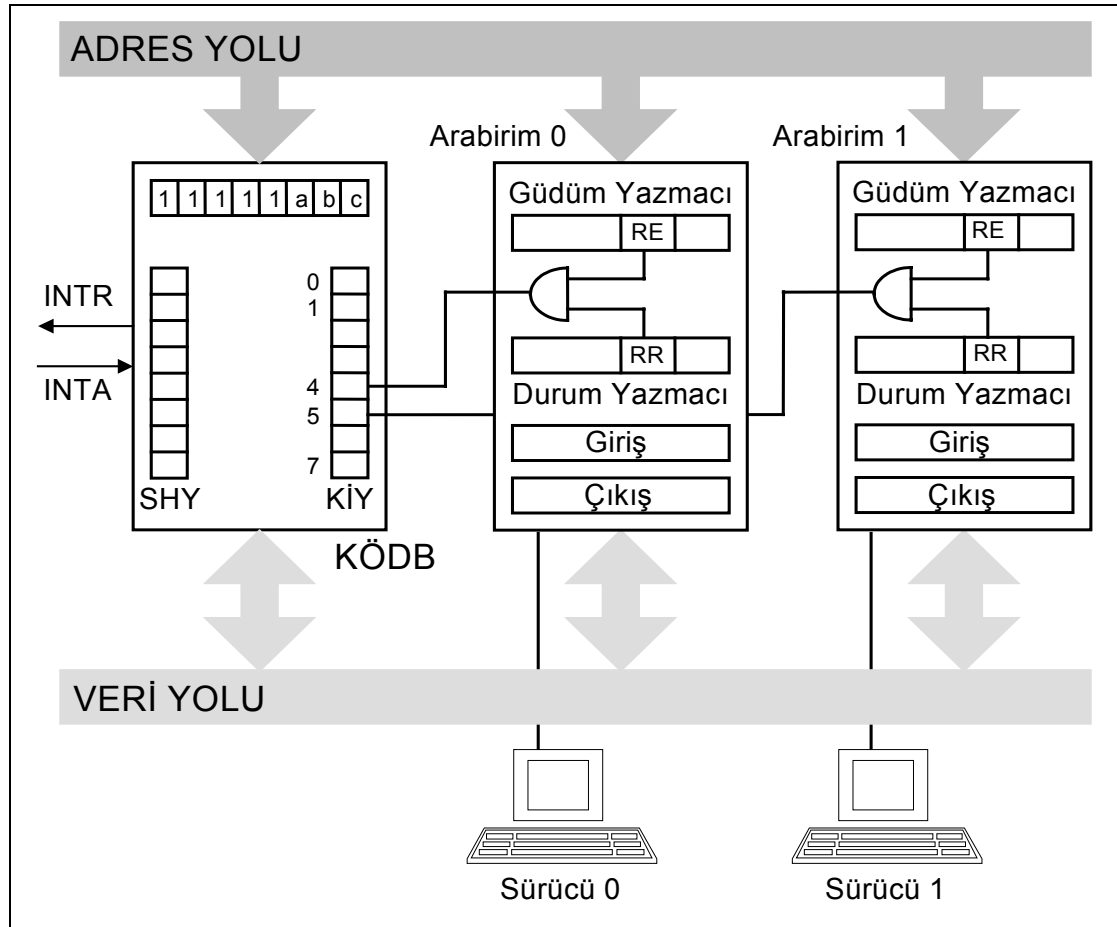 ADRES YOLU
Arabirim 0
Arabirim 1
1 1 1 1 1 a b c
INTR
INTA
0
1
4
5
7
SHY
KİY
KÖDB
Güdüm Yazmacı
RE
RR
Durum Yazmacı
Giriş
Çıkış
Güdüm Yazmacı
RE
RR
Durum Yazmacı
Giriş
Çıkış
VERİ YOLU
Sürücü 0
Sürücü 1